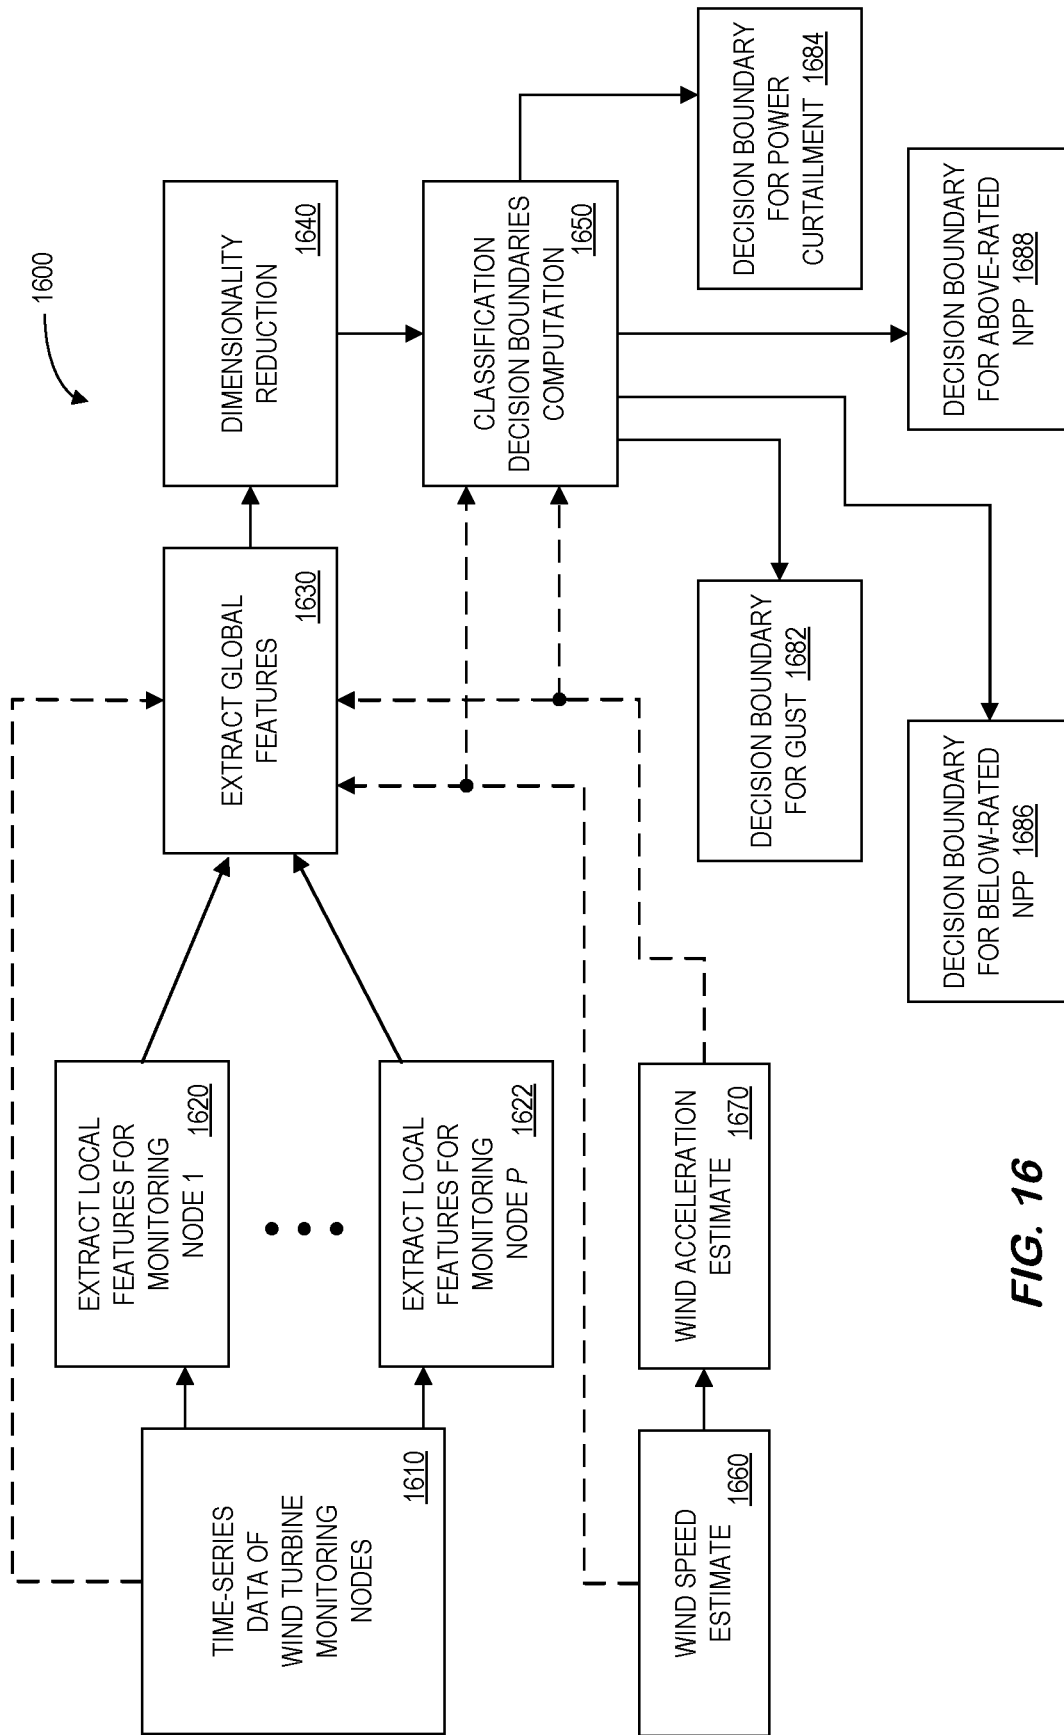 1600
TIME-SERIES
DATA OF
WIND TURBINE
MONITORING
NODES
1610
EXTRACT LOCAL
FEATURES FOR
MONITORING
NODE 1
1620
EXTRACT LOCAL
FEATURES FOR
MONITORING
NODE P
1622
EXTRACT GLOBAL
FEATURES
1630
DIMENSIONALITY
REDUCTION
1640
CLASSIFICATION
DECISION BOUNDARIES
COMPUTATION
1650
WIND SPEED
ESTIMATE
1660
WIND ACCELERATION
ESTIMATE
1670
DECISION BOUNDARY
FOR GUST 1682
DECISION BOUNDARY
FOR POWER
CURTAILMENT 1684
DECISION BOUNDARY
FOR BELOW-RATED
NPP 1686
DECISION BOUNDARY
FOR ABOVE-RATED
NPP 1688
FIG. 16